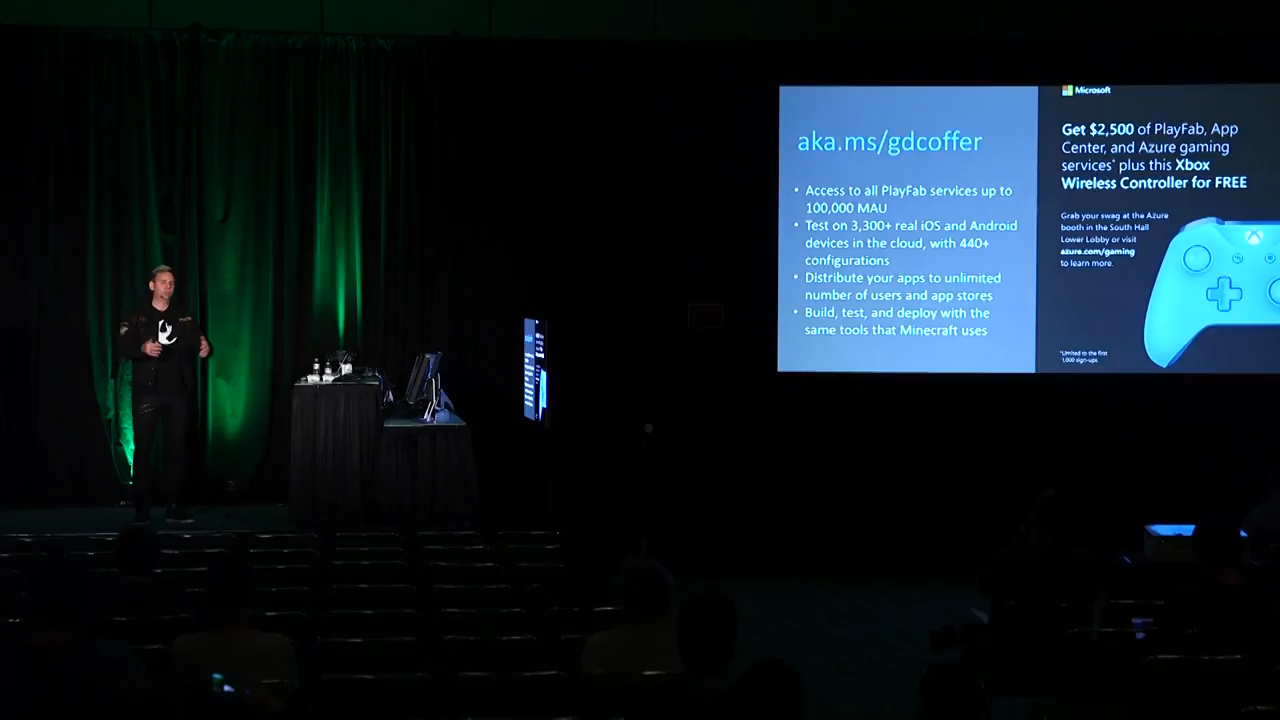 aka.ms/gdcoffer
• Access to all PlayFab services up to
100,000 MAU
• Test on 3,300+ real iOS and Android
devices in the cloud, with 440+
configurations
• Distribute your apps to unlimited
number of users and app stores
• Build, test, and deploy with the
same tools that Minecraft uses
Microsoft
Get $2,500 of PlayFab, App
Center, and Azure gaming
services* plus this Xbox
Wireless Controller for FREE
Grab your swag at the Azure
booth in the South Hall
Lower Lobby or visit
azure.com/gaming
to learn more.
*Limited to the first
1,000 sign-ups.